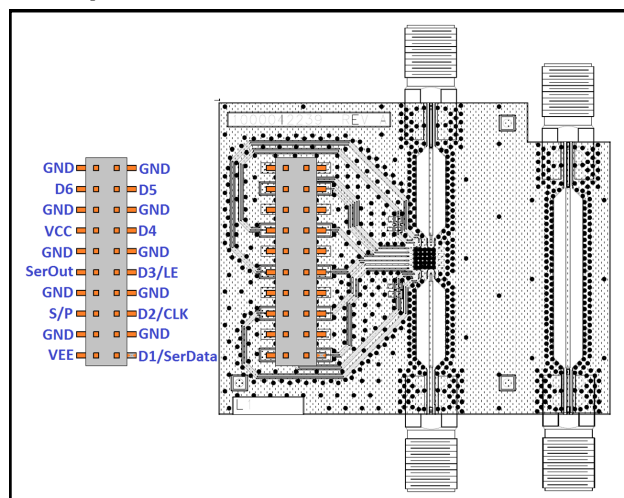 1000042239 REV A
GND GND
D6 D5
GND GND
VCC D4
GND GND
SerOut D3/LE
GND GND
S/P D2/CLK
GND GND
VEE D1/SerData